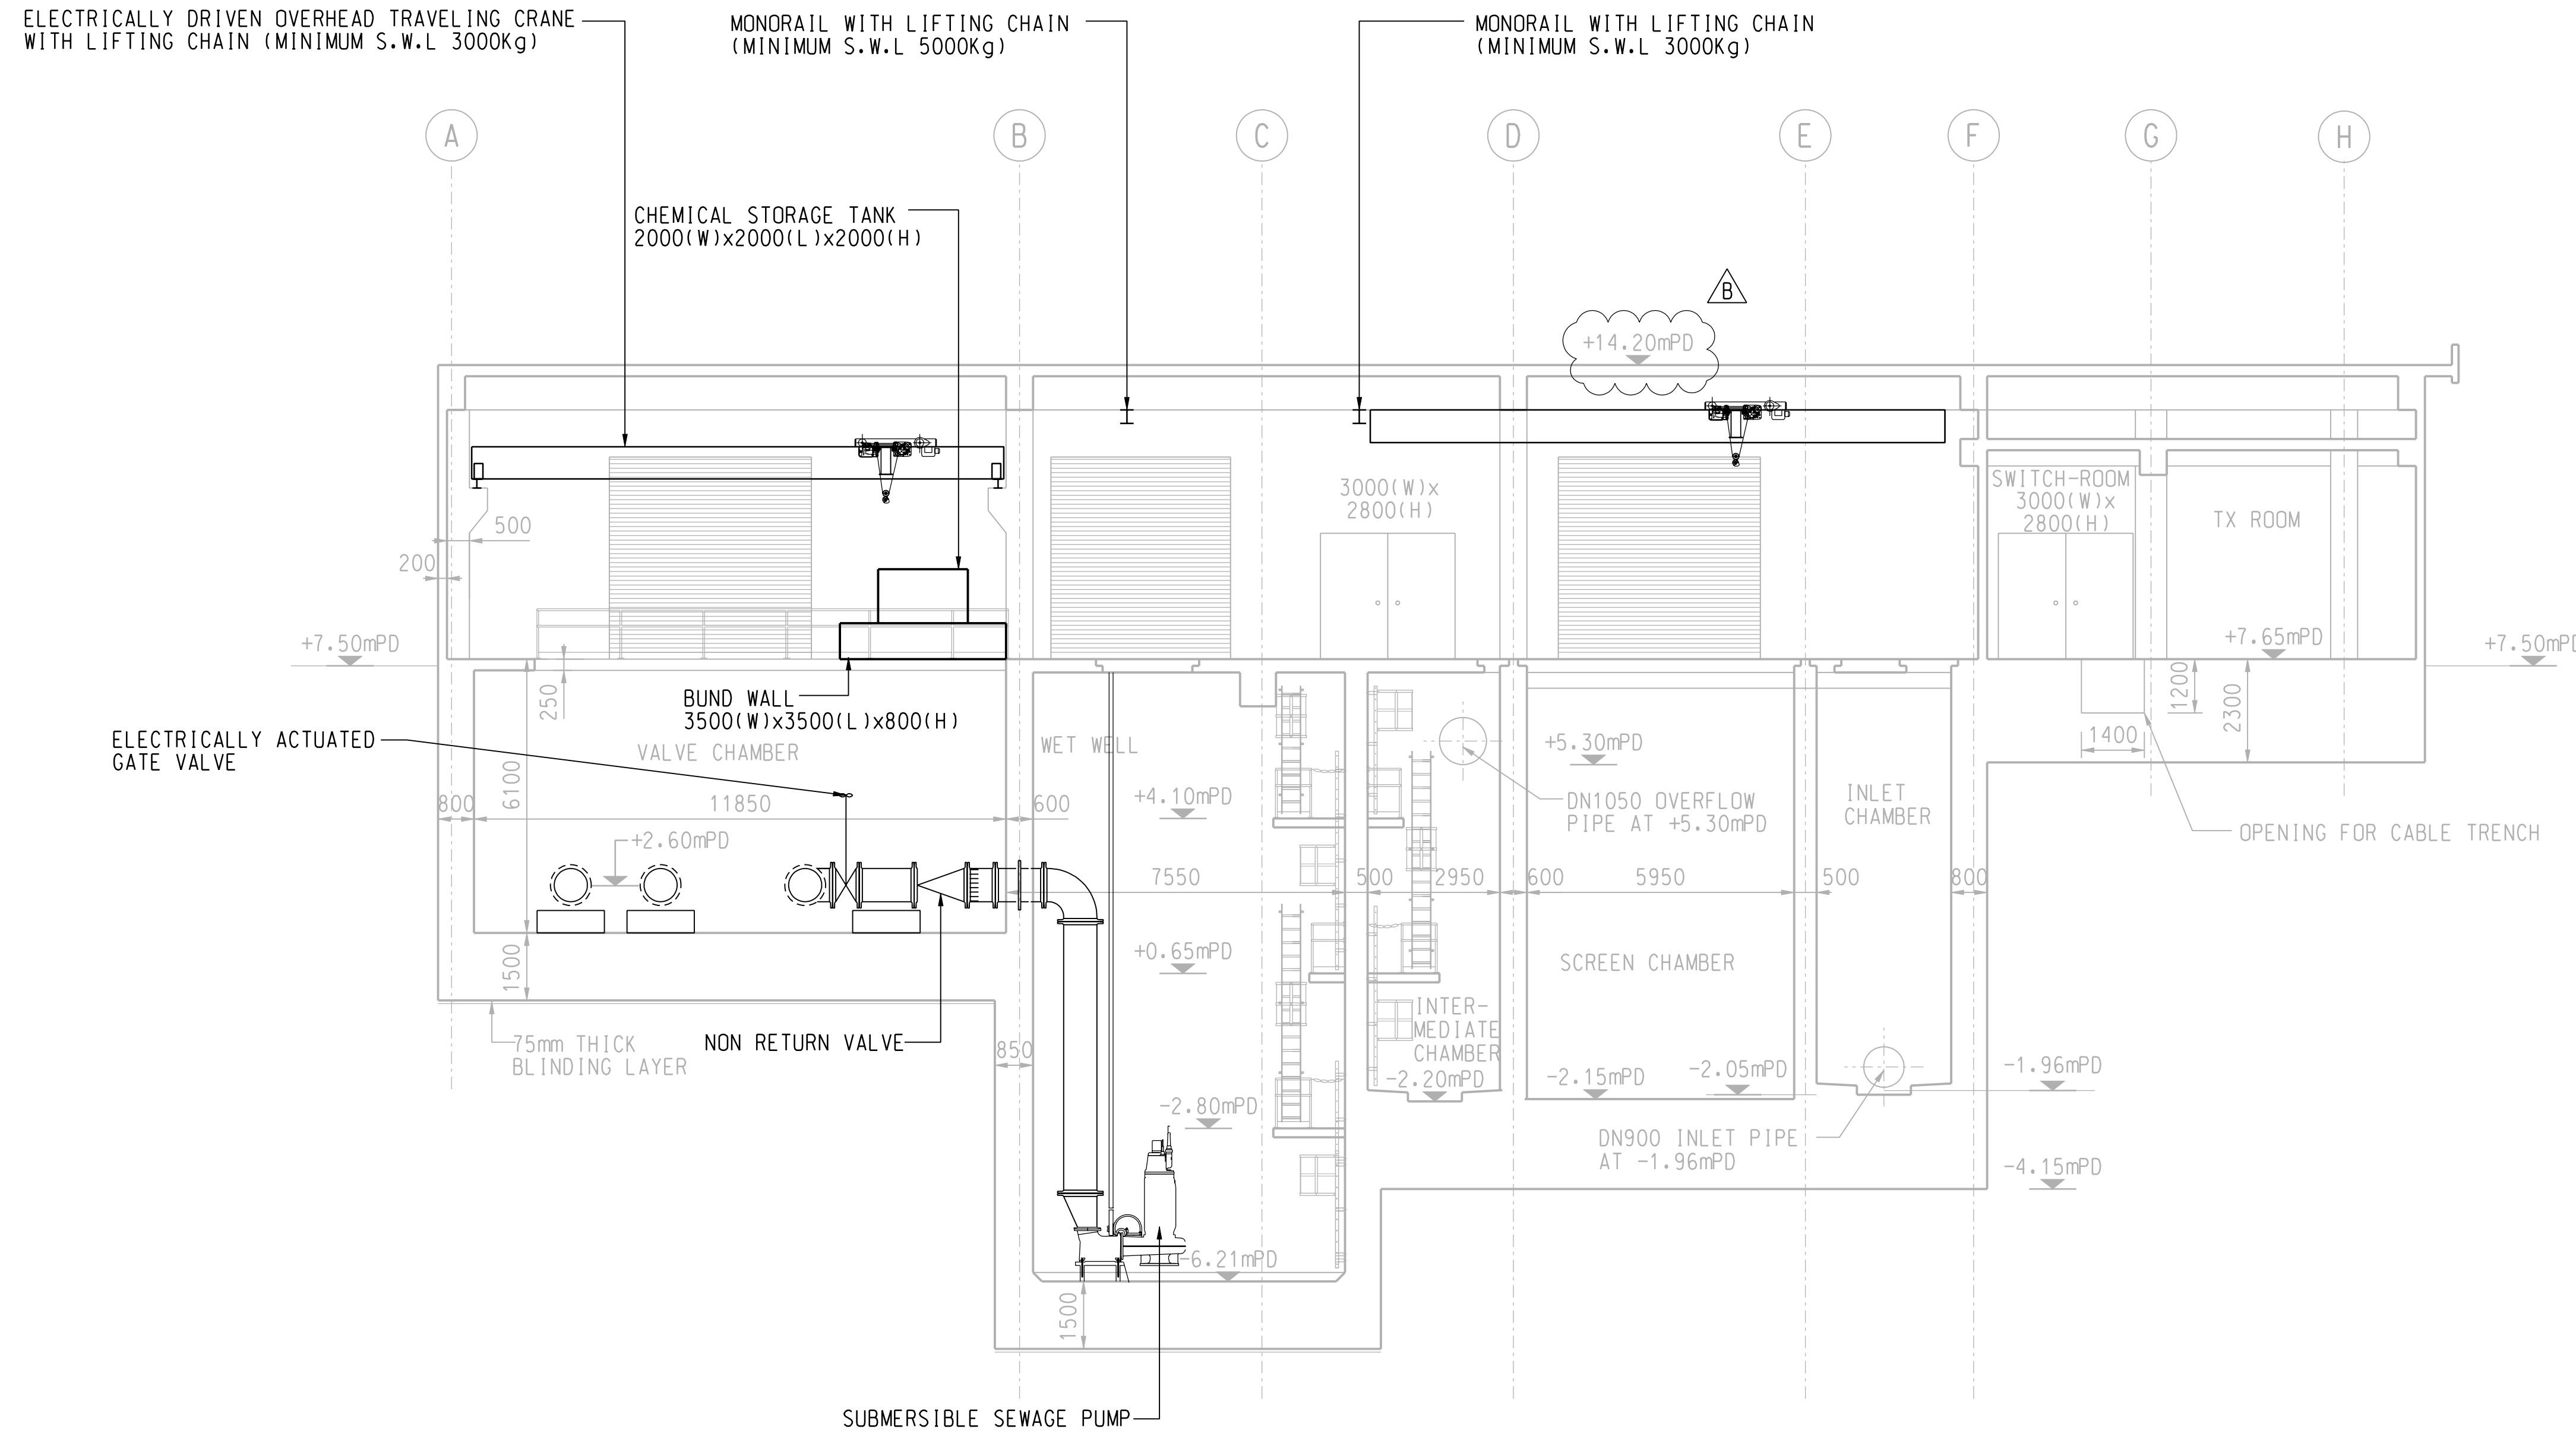 ELECTRICALLY DRIVEN OVERHEAD TRAVELING CRANE
WITH LIFTING CHAIN (MINIMUM S.W.L 3000Kg)
MONORAIL WITH LIFTING CHAIN
(MINIMUM S.W.L 5000Kg)
MONORAIL WITH LIFTING CHAIN
(MINIMUM S.W.L 3000Kg)
A
B
C
D
E
F
G
H
CHEMICAL STORAGE TANK
2000(W)x2000(L)x2000(H)
B
+14.20mPD
500
200
3000(W)x
2800(H)
SWITCH-ROOM
3000(W)x
2800(H)
TX ROOM
+7.50mPD
+7.65mPD
+7.50mPD
250
BUND WALL
3500(W)x3500(L)x800(H)
1200
2300
1400
ELECTRICALLY ACTUATED
GATE VALVE
VALVE CHAMBER
WET WELL
+5.30mPD
6100
800
11850
600
+4.10mPD
DN1050 OVERFLOW
PIPE AT +5.30mPD
INLET
CHAMBER
OPENING FOR CABLE TRENCH
+2.60mPD
7550
500
2950
600
5950
500
800
1500
+0.65mPD
SCREEN CHAMBER
75mm THICK
BLINDING LAYER
NON RETURN VALVE
850
INTER-
MEDIATE
CHAMBER
-2.20mPD
-2.15mPD
-2.05mPD
-1.96mPD
-2.80mPD
DN900 INLET PIPE
AT -1.96mPD
-4.15mPD
-6.21mPD
1500
SUBMERSIBLE SEWAGE PUMP